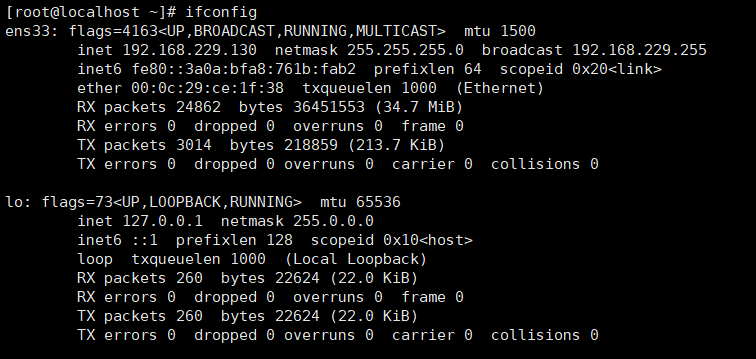 [root@localhost ~]# ifconfig
ens33: flags=4163<UP,BROADCAST,RUNNING,MULTICAST>  mtu 1500
        inet 192.168.229.130  netmask 255.255.255.0  broadcast 192.168.229.255
        inet6 fe80::3a0a:bfa8:761b:fab2  prefixlen 64  scopeid 0x20<link>
        ether 00:0c:29:ce:1f:38  txqueuelen 1000  (Ethernet)
        RX packets 24862  bytes 36451553 (34.7 MiB)
        RX errors 0  dropped 0  overruns 0  frame 0
        TX packets 3014  bytes 218859 (213.7 KiB)
        TX errors 0  dropped 0 overruns 0  carrier 0  collisions 0

lo: flags=73<UP,LOOPBACK,RUNNING>  mtu 65536
        inet 127.0.0.1  netmask 255.0.0.0
        inet6 ::1  prefixlen 128  scopeid 0x10<host>
        loop  txqueuelen 1000  (Local Loopback)
        RX packets 260  bytes 22624 (22.0 KiB)
        RX errors 0  dropped 0  overruns 0  frame 0
        TX packets 260  bytes 22624 (22.0 KiB)
        TX errors 0  dropped 0 overruns 0  carrier 0  collisions 0